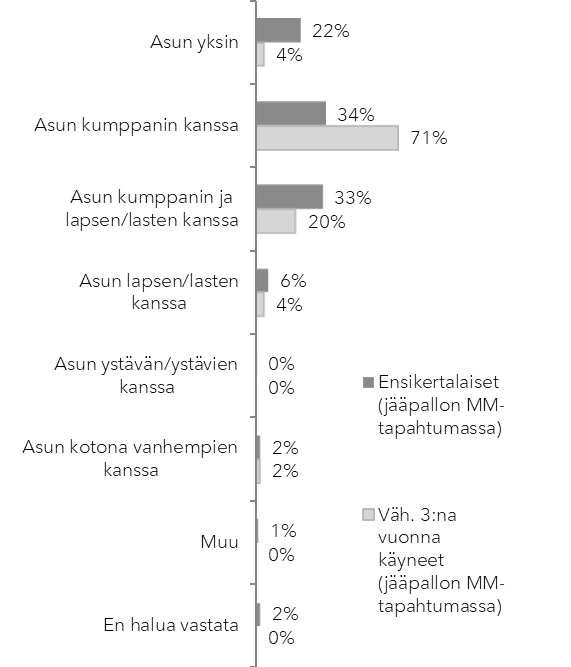 Asun yksin
22%
4%
Asun kumppanin kanssa
34%
71%
Asun kumppanin ja
lapsen/lasten kanssa
33%
20%
Asun lapsen/lasten
kanssa
6%
4%
Asun ystävän/ystävien
kanssa
0%
0%
Asun kotona vanhempien
kanssa
2%
2%
Muu
1%
0%
En halua vastata
2%
0%
Ensikertalaiset
(jääpallon MM-
tapahtumassa)
Väh. 3:na
vuonna
käyneet
(jääpallon MM-
tapahtumassa)